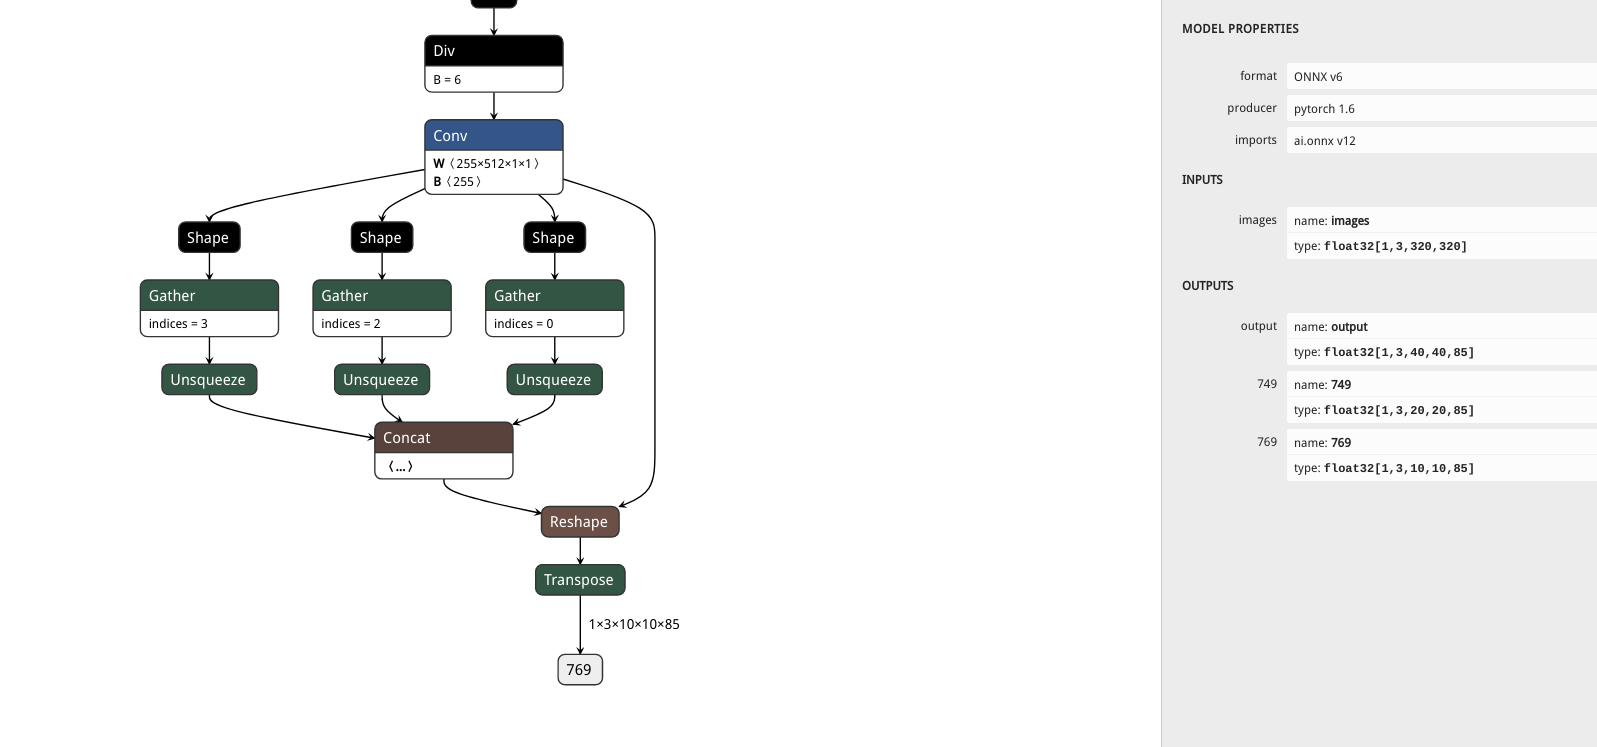 Div
B = 6
Conv
W 〈255×512×1×1〉
B 〈255〉
Shape
Shape
Shape
Gather
indices = 3
Gather
indices = 2
Gather
indices = 0
Unsqueeze
Unsqueeze
Unsqueeze
Concat
〈...〉
Reshape
Transpose
1×3×10×10×85
769
MODEL PROPERTIES
format
ONNX v6
producer
pytorch 1.6
imports
ai.onnx v12
INPUTS
images
name: images
type: float32[1,3,320,320]
OUTPUTS
output
name: output
type: float32[1,3,40,40,85]
749
name: 749
type: float32[1,3,20,20,85]
769
name: 769
type: float32[1,3,10,10,85]